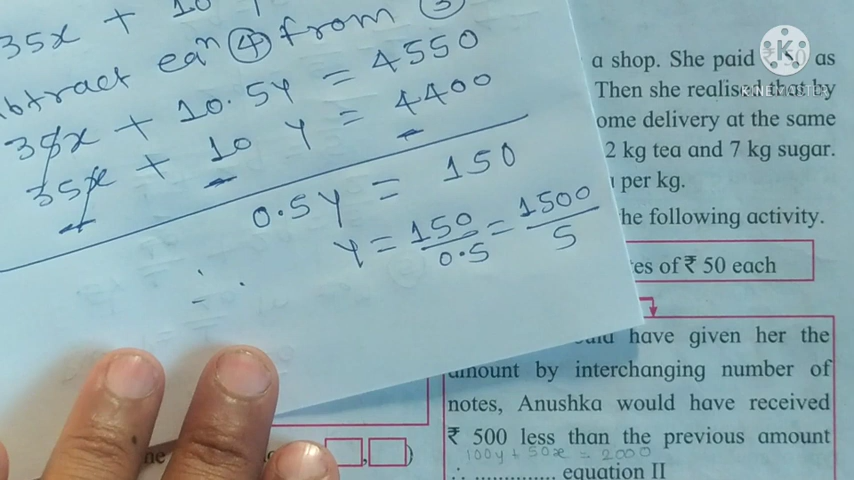 35x + 10
btract eqⁿ ④ from ③
35x + 10.5y = 4550
35x + 10 y = 4400
0.5y = 150
∴ y = 150/0.5 = 1500/5
a shop. She paid as
KINEMASTER
Then she realised that by
ome delivery at the same
2 kg tea and 7 kg sugar.
per kg.
he following activity.
es of ₹ 50 each
have given her the
amount by interchanging number of
notes, Anushka would have received
₹ 500 less than the previous amount
100y + 50x = 2000
∴ .............. equation II
ne